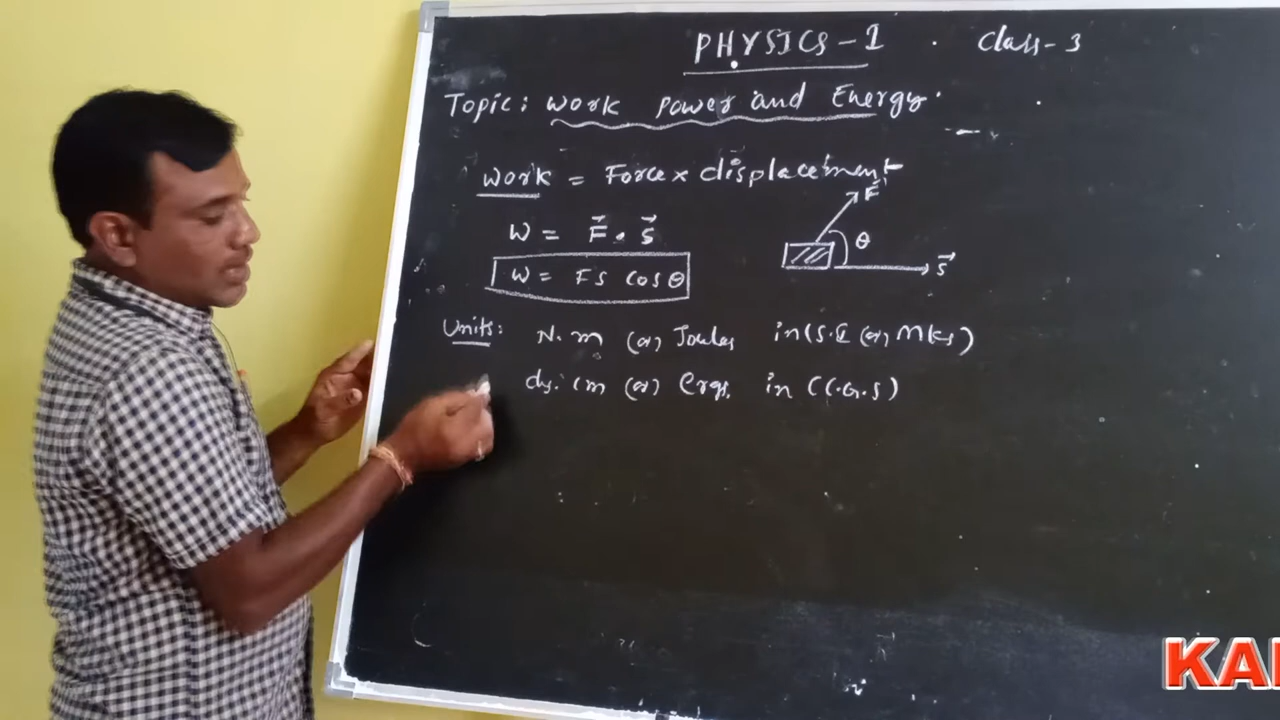 PHYSICS-I . Class-3
Topic: Work Power and Energy.
Work = Force x displacement
W = F⃗ . s⃗
W = Fs cosθ
F⃗
θ
s⃗
Units: N.m (or) Joules in (S.I (or) MKS)
dy.cm (or) Ergs. in (C.G.S)
KA